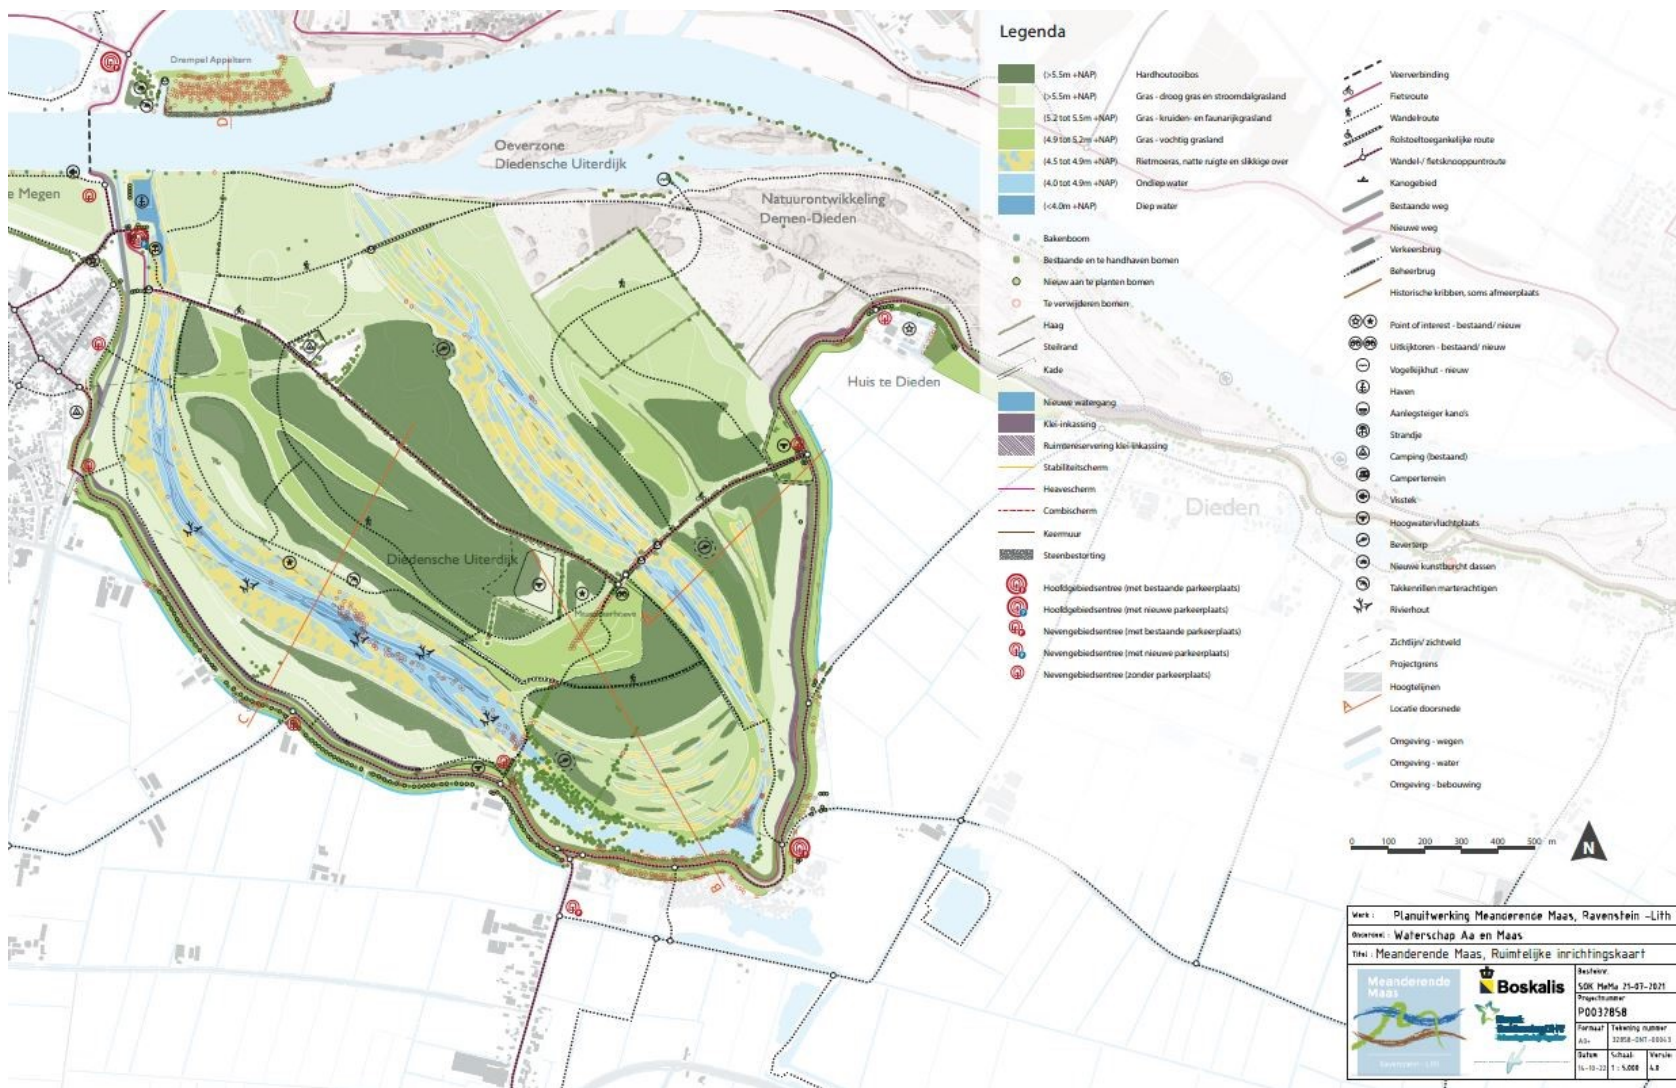 Drempel Appeltern
D
Oeverzone
Diedensche Uiterdijk
e Megen
Natuurontwikkeling
Demen-Dieden
Huis te Dieden
Dieden
Diedensche Uiterdijk
C
B
Legenda
(>5.5m +NAP) Hardhoutooibos
(>5.5m +NAP) Gras - droog gras en stroomdalgrasland
(5.2 tot 5.5m +NAP) Gras - kruiden- en faunarijkgrasland
(4.9 tot 5.2m +NAP) Gras - vochtig grasland
(4.5 tot 4.9m +NAP) Rietmoeras, natte ruigte en slikkige over
(4.0 tot 4.9m +NAP) Ondiep water
(<4.0m +NAP) Diep water
Bakenboom
Bestaande en te handhaven bomen
Nieuw aan te planten bomen
Te verwijderen bomen
Haag
Steilrand
Kade
Nieuwe watergang
Klei-inkassing
Ruimtereservering klei-inkassing
Stabiliteitscherm
Heavescherm
Combischerm
Keermuur
Steenbestorting
Hoofdgebiedsentree (met bestaande parkeerplaats)
Hoofdgebiedsentree (met nieuwe parkeerplaats)
Nevengebiedsentree (met bestaande parkeerplaats)
Nevengebiedsentree (met nieuwe parkeerplaats)
Nevengebiedsentree (zonder parkeerplaats)
Veerverbinding
Fietsroute
Wandelroute
Rolstoeltoegankelijke route
Wandel-/ fietsknooppuntroute
Kanogebied
Bestaande weg
Nieuwe weg
Verkeersbrug
Beheerbrug
Historische kribben, soms afmeerplaats
Point of interest - bestaand/ nieuw
Uitkijktoren - bestaand/ nieuw
Vogelkijkhut - nieuw
Haven
Aanlegsteiger kano's
Strandje
Camping (bestaand)
Camperterrein
Visstek
Hoogwatervluchtplaats
Beverterp
Nieuwe kunstburcht dassen
Takkenrillen marterachtigen
Rivierhout
Zichtlijn/ zichtveld
Projectgrens
Hoogtelijnen
A Locatie doorsnede
Omgeving - wegen
Omgeving - water
Omgeving - bebouwing
0 100 200 300 400 500 m
N
Werk : Planuitwerking Meanderende Maas, Ravenstein -Lith
Onderdeel : Waterschap Aa en Maas
Titel : Meanderende Maas, Ruimtelijke inrichtingskaart
Meanderende
Maas
Ravenstein - Lith
Boskalis
Besteknr.
SOK MeMa 21-07-2021
Projectnummer
P0032858
Formaat Tekening nummer
A0+
Datum Schaal: Versie
14-10-22 1 : 5.000 4.0